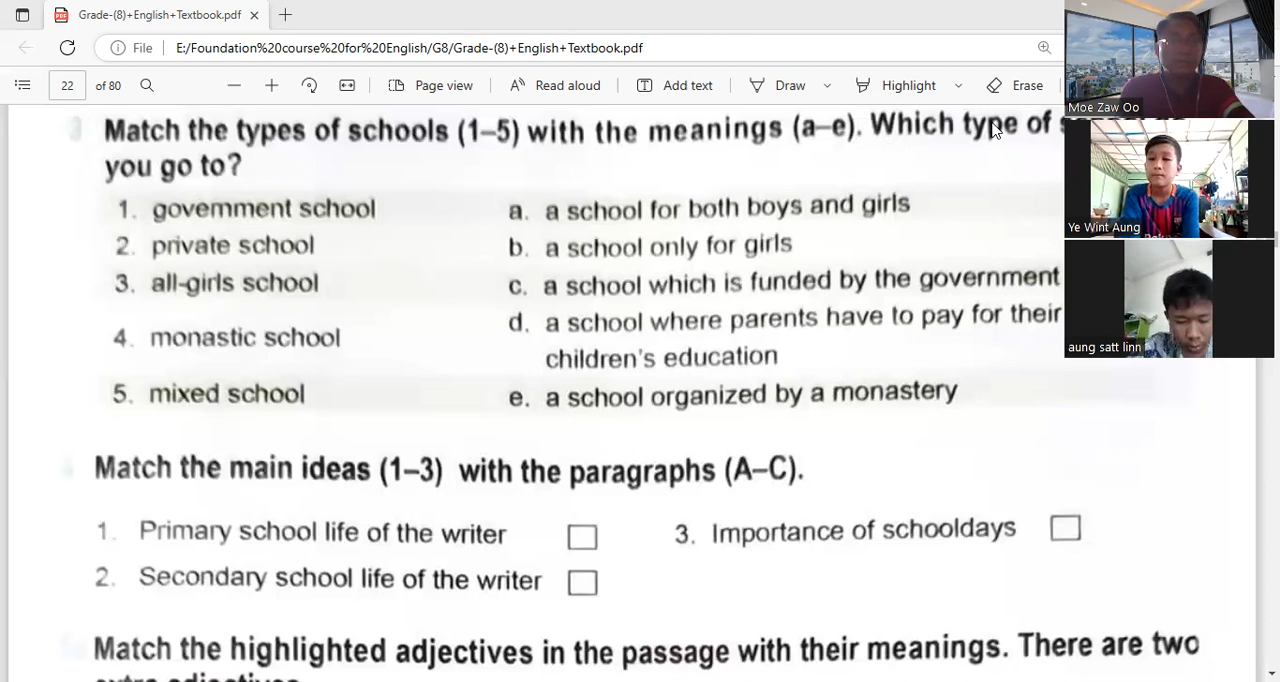 Grade-(8)+English+Textbook.pdf
File E:/Foundation%20course%20for%20English/G8/Grade-(8)+English+Textbook.pdf
22 of 80 Page view Read aloud Add text Draw Highlight Erase
Moe Zaw Oo
Ye Wint Aung
aung satt linn
3 Match the types of schools (1–5) with the meanings (a–e). Which type of
you go to?
1. government school a. a school for both boys and girls
2. private school b. a school only for girls
3. all-girls school c. a school which is funded by the government
4. monastic school d. a school where parents have to pay for their
children's education
5. mixed school e. a school organized by a monastery
Match the main ideas (1–3) with the paragraphs (A–C).
1. Primary school life of the writer 3. Importance of schooldays
2. Secondary school life of the writer
Match the highlighted adjectives in the passage with their meanings. There are two